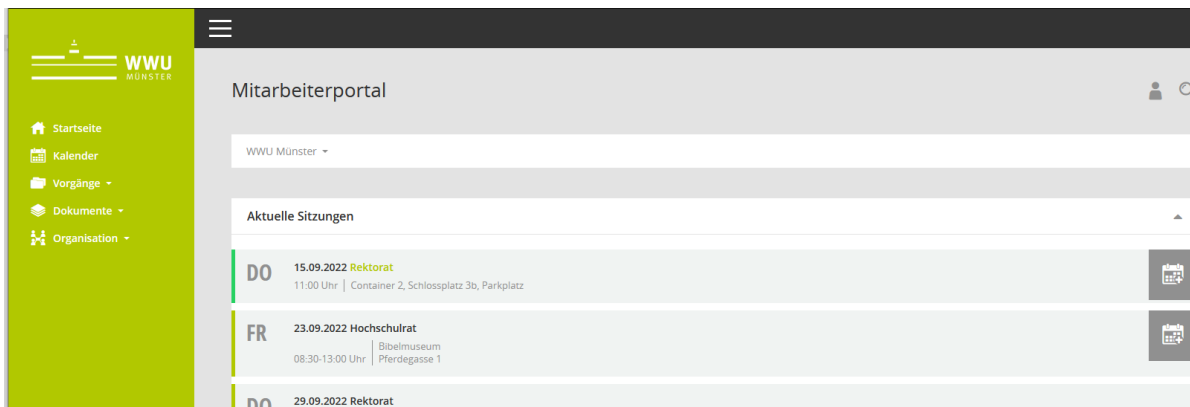 WWU
MÜNSTER
Startseite
Kalender
Vorgänge
Dokumente
Organisation
Mitarbeiterportal
WWU Münster
Aktuelle Sitzungen
DO
15.09.2022 Rektorat
11:00 Uhr | Container 2, Schlossplatz 3b, Parkplatz
FR
23.09.2022 Hochschulrat
Bibelmuseum
08:30-13:00 Uhr | Pferdegasse 1
DO
29.09.2022 Rektorat